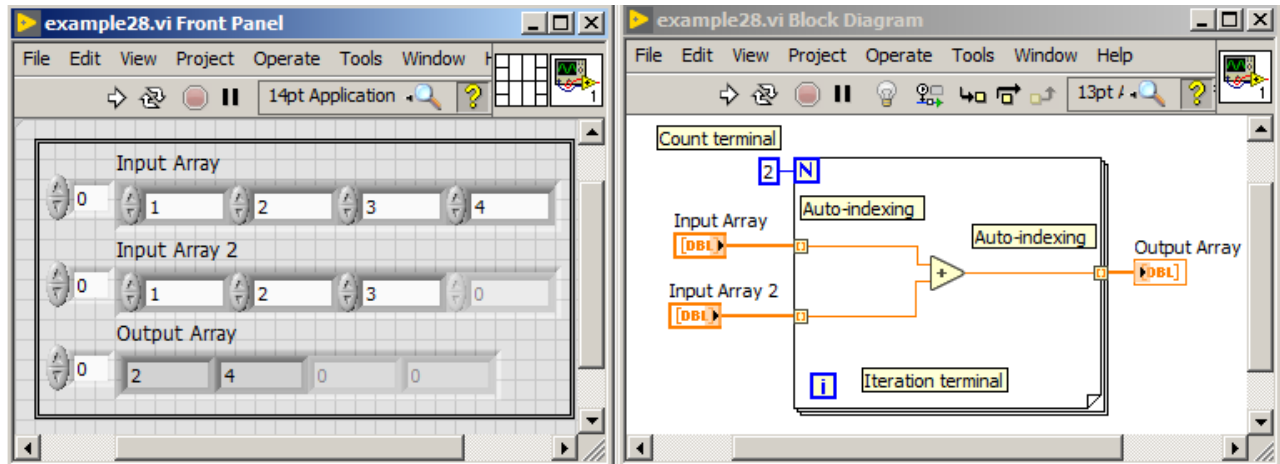 example28.vi Front Panel
File Edit View Project Operate Tools Window H
14pt Application
1
Input Array
0 1 2 3 4
Input Array 2
0 1 2 3 0
Output Array
0 2 4 0 0
example28.vi Block Diagram
File Edit View Project Operate Tools Window Help
13pt A
1
Count terminal
2 N
Auto-indexing
Input Array
[DBL]
Auto-indexing
Output Array
DBL]
+
Input Array 2
[DBL]
i
Iteration terminal